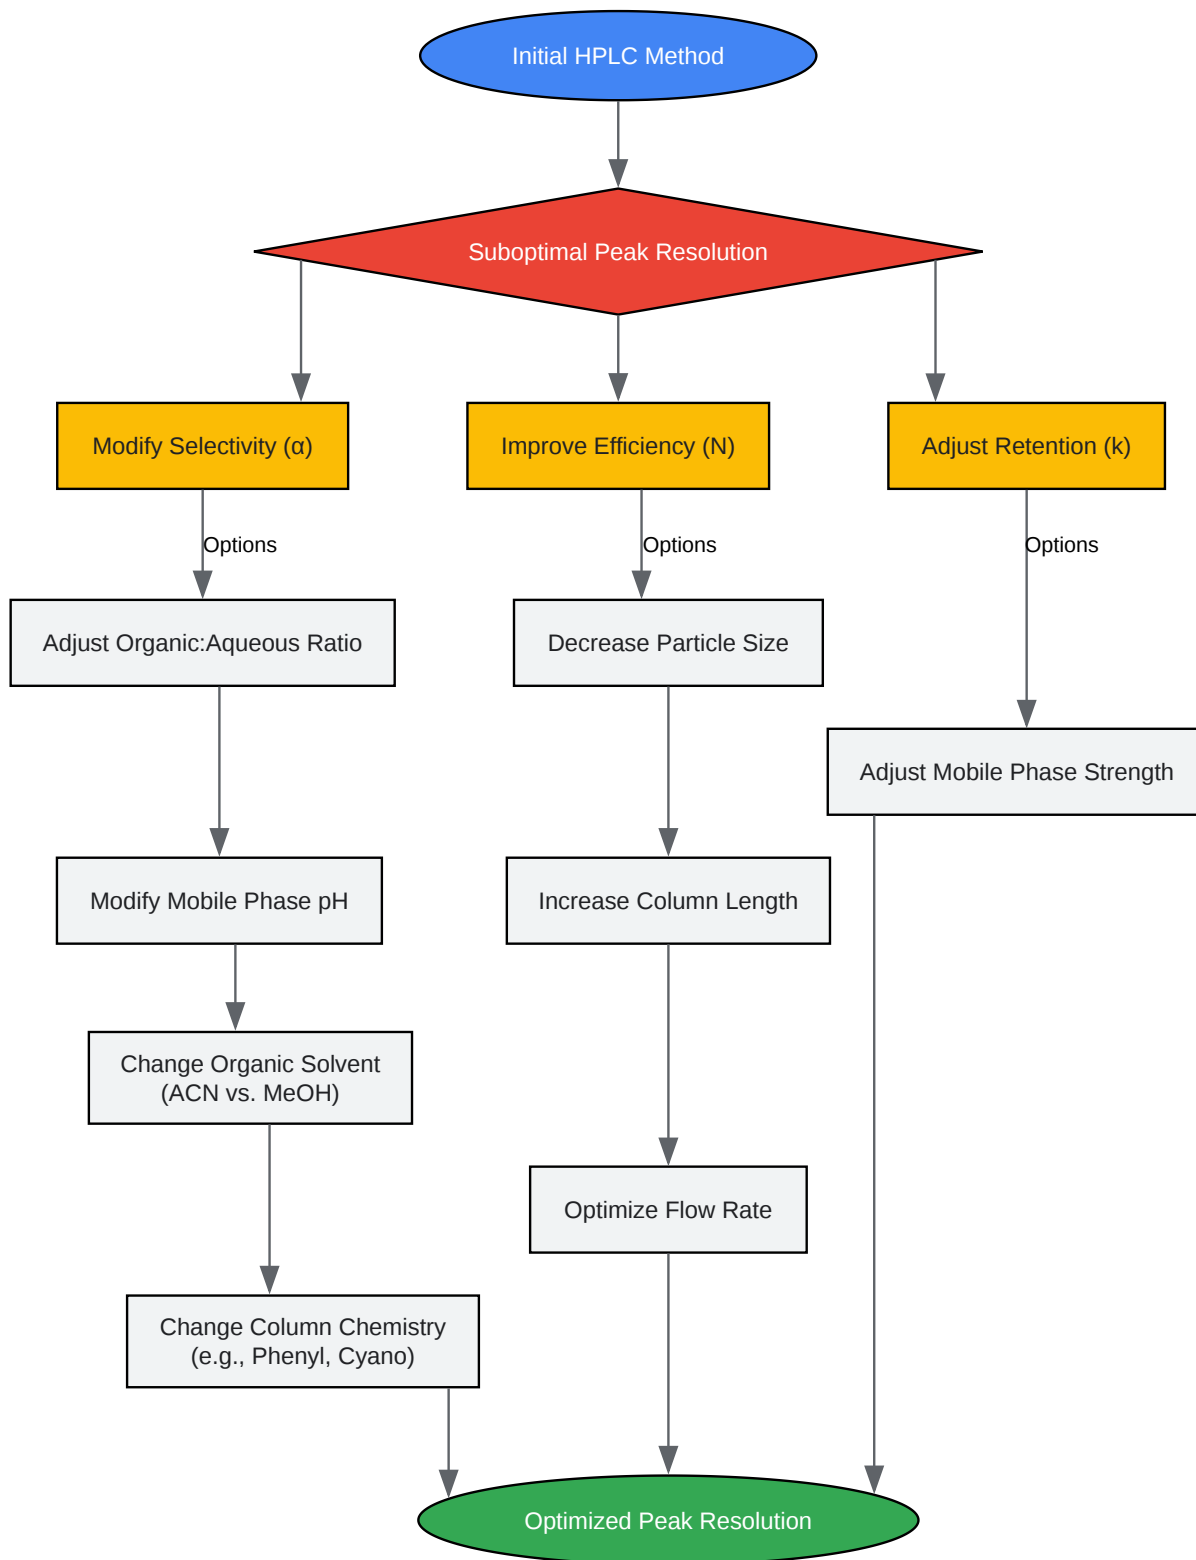 Initial HPLC Method
Suboptimal Peak Resolution
Modify Selectivity (α)
Improve Efficiency (N)
Adjust Retention (k)
Options
Options
Options
Adjust Organic:Aqueous Ratio
Decrease Particle Size
Adjust Mobile Phase Strength
Modify Mobile Phase pH
Increase Column Length
Change Organic Solvent
(ACN vs. MeOH)
Optimize Flow Rate
Change Column Chemistry
(e.g., Phenyl, Cyano)
Optimized Peak Resolution